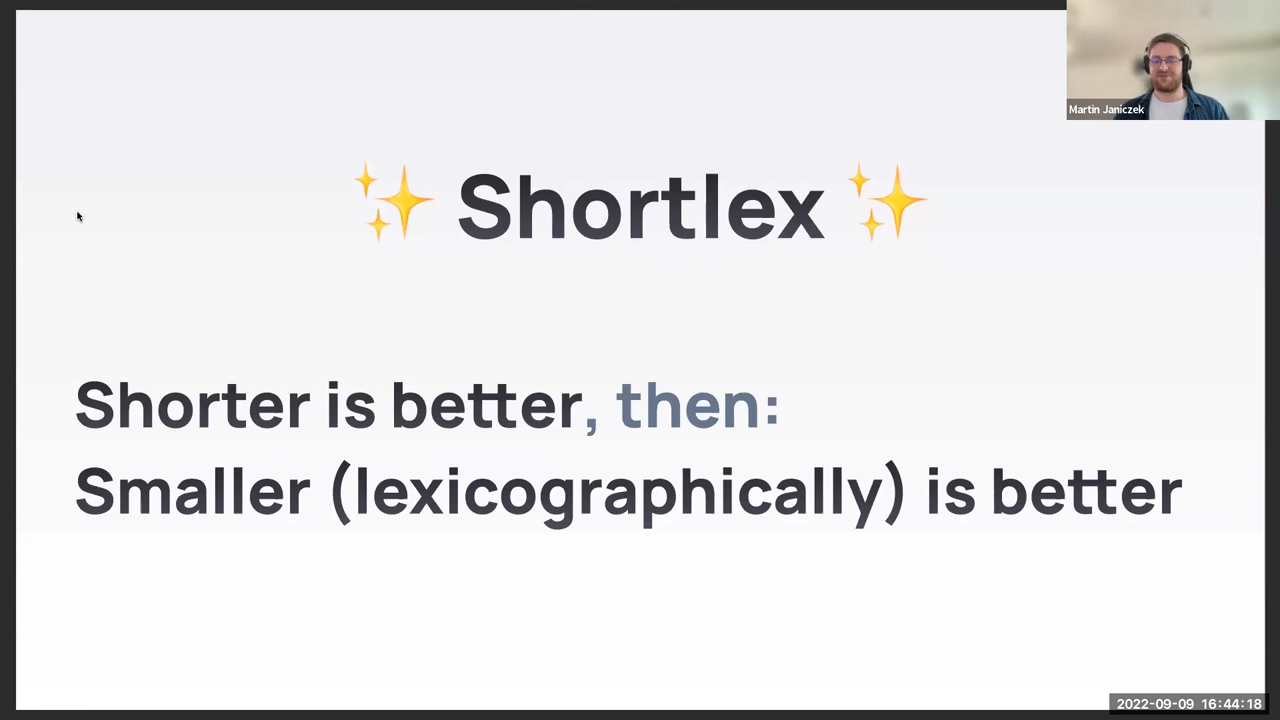 Martin Janiczek
✨ Shortlex ✨
Shorter is better, then:
Smaller (lexicographically) is better
2022-09-09 16:44:18